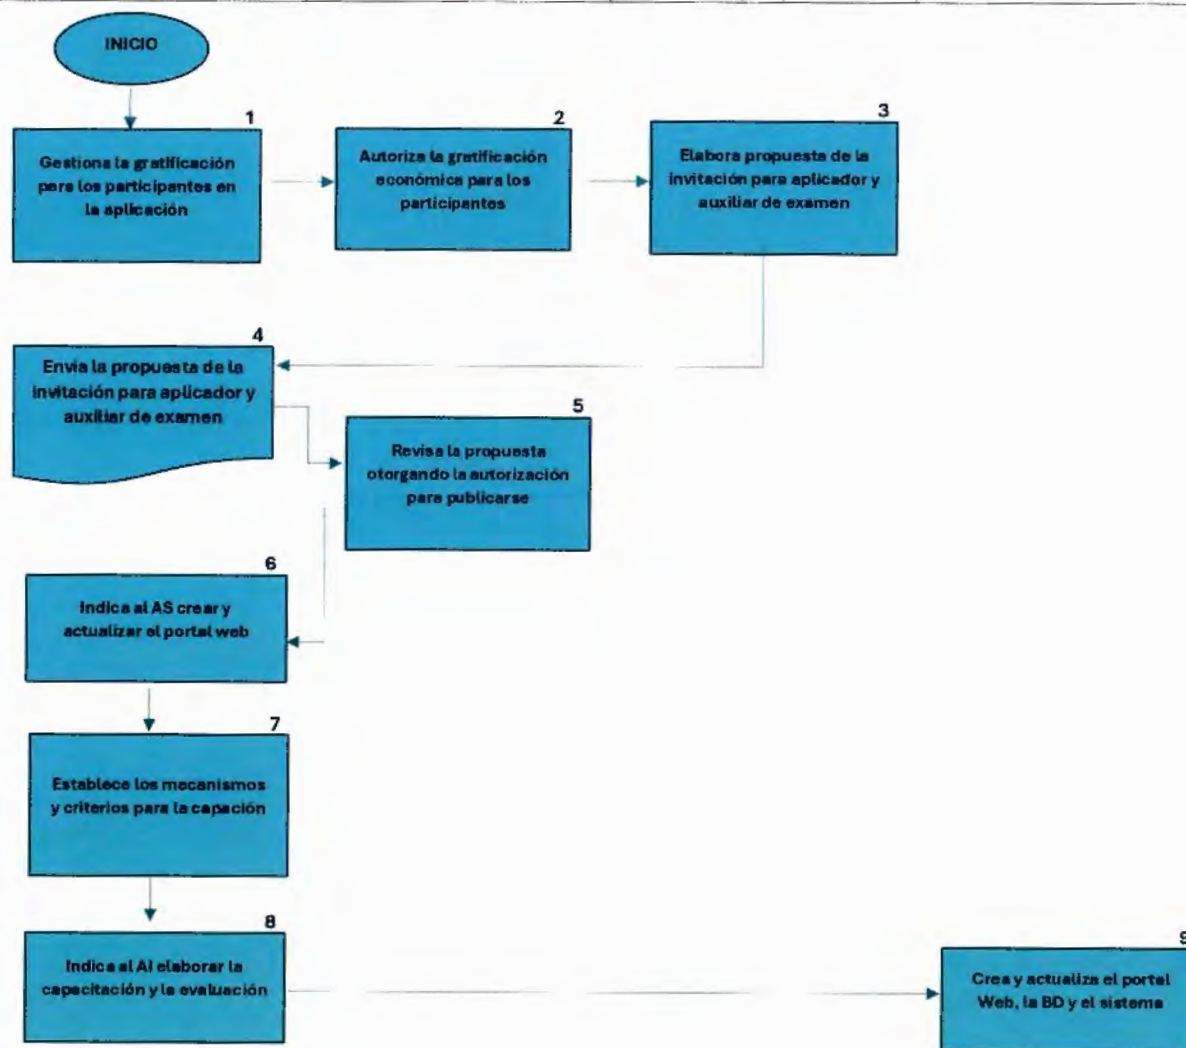 INICIO
1
Gestiona la gratificación
para los participantes en
la aplicación
2
Autoriza la gratificación
económica para los
participantes
3
Elabora propuesta de la
invitación para aplicador y
auxiliar de examen
4
Envía la propuesta de la
invitación para aplicador y
auxiliar de examen
5
Revisa la propuesta
otorgando la autorización
para publicarse
6
Indica al AS crear y
actualizar el portal web
7
Establece los mecanismos
y criterios para la capación
8
Indica al AI elaborar la
capacitación y la evaluación
9
Crea y actualiza el portal
Web, la BD y el sistema